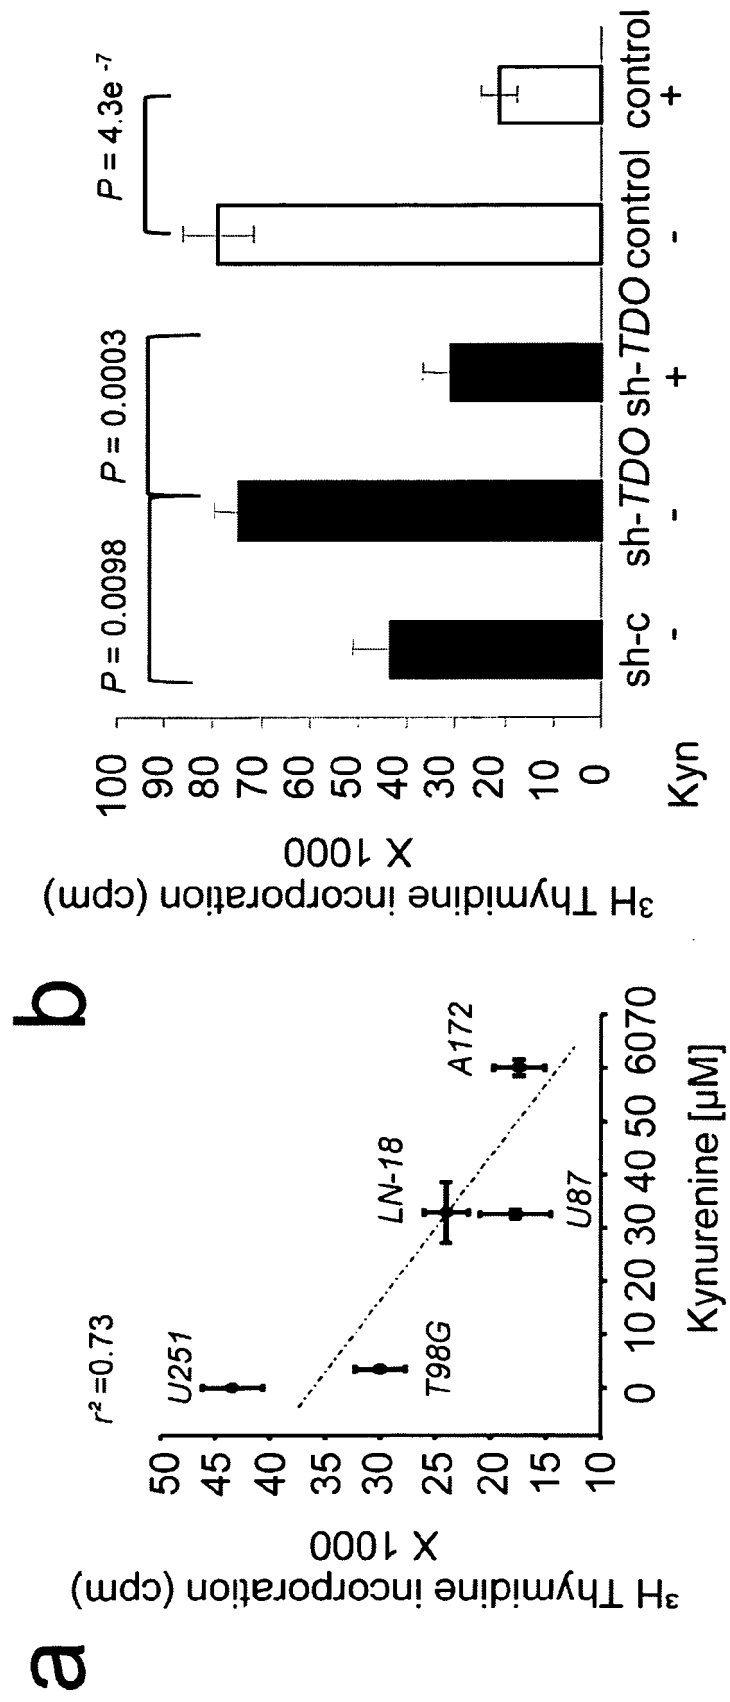 a
³H Thymidine incorporation (cpm)
X 1000
50
45
40
35
30
25
20
15
10
r²=0.73
U251
T98G
LN-18
U87
A172
0 10 20 30 40 50 60 70
Kynurenine [µM]
b
³H Thymidine incorporation (cpm)
X 1000
100
90
80
70
60
50
40
30
20
10
0
P = 0.0098
P = 0.0003
P = 4.3e⁻⁷
sh-c sh-TDO sh-TDO control control
Kyn - - + - +